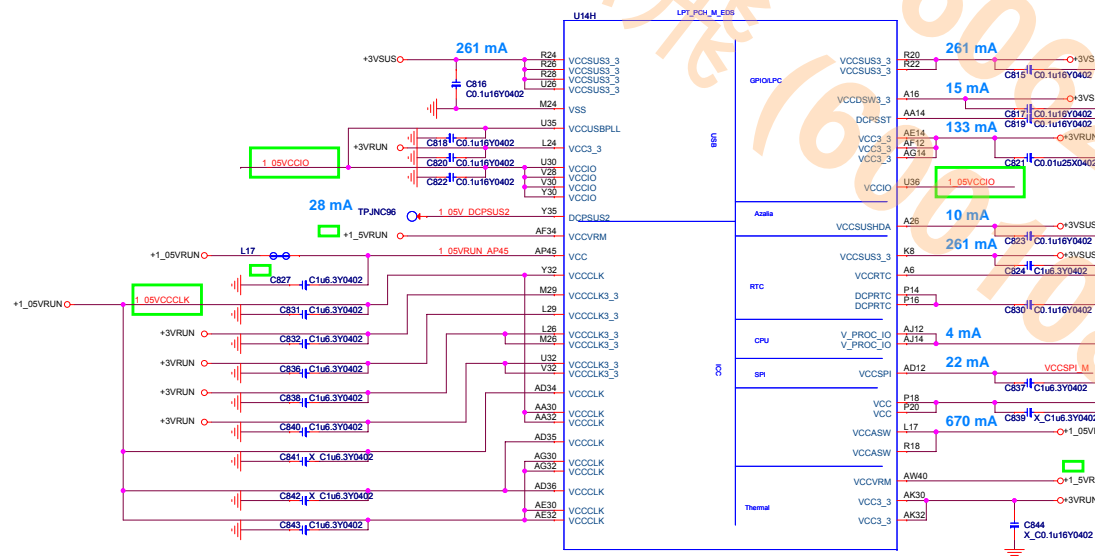 LPT_PCH_M_EDS
U14H
261 mA
+3VSUS
C816
C0.1u16Y0402
R24
R26
R28
U26
VCCSUS3_3
VCCSUS3_3
VCCSUS3_3
VCCSUS3_3
M24
VSS
U35
VCCUSBPLL
C818
C0.1u16Y0402
+3VRUN
L24
VCC3_3
C820
C0.1u16Y0402
1_05VCCIO
C822
C0.1u16Y0402
U30
V28
V30
Y30
VCCIO
VCCIO
VCCIO
VCCIO
28 mA
TPJNC96
1_05V_DCPSUS2
Y35
DCPSUS2
+1_5VRUN
AF34
VCCVRM
+1_05VRUN
L17
1_05VRUN_AP45
AP45
VCC
C827
C1u6.3Y0402
Y32
VCCCLK
+1_05VRUN
1_05VCCCLK
C831
C1u6.3Y0402
M29
VCCCLK3_3
L29
VCCCLK3_3
+3VRUN
C832
C1u6.3Y0402
L26
M26
VCCCLK3_3
VCCCLK3_3
+3VRUN
C836
C1u6.3Y0402
U32
V32
VCCCLK3_3
VCCCLK3_3
+3VRUN
C838
C1u6.3Y0402
AD34
VCCCLK
+3VRUN
C840
C1u6.3Y0402
AA30
AA32
VCCCLK
VCCCLK
C841
X_C1u6.3Y0402
AD35
VCCCLK
AG30
AG32
VCCCLK
VCCCLK
C842
X_C1u6.3Y0402
AD36
VCCCLK
C843
C1u6.3Y0402
AE30
AE32
VCCCLK
VCCCLK
USB
ICC
GPIO/LPC
Azalia
RTC
CPU
SPI
Thermal
VCCSUS3_3
VCCSUS3_3
R20
R22
261 mA
+3VS
C815
C0.1u16Y0402
VCCDSW3_3
A16
15 mA
+3VS
DCPSST
AA14
C817
C0.1u16Y0402
C819
C0.1u16Y0402
VCC3_3
VCC3_3
VCC3_3
AE14
AF12
AG14
133 mA
+3VRUN
C821
C0.01u25X0402
VCCIO
U36
1_05VCCIO
VCCSUSHDA
A26
10 mA
+3VSUS
C823
C0.1u16Y0402
VCCSUS3_3
K8
261 mA
+3VSUS
VCCRTC
A6
C824
C1u6.3Y0402
DCPRTC
DCPRTC
P14
P16
C830
C0.1u16Y0402
V_PROC_IO
V_PROC_IO
AJ12
AJ14
4 mA
VCCSPI
AD12
22 mA
VCCSPI_M
C837
C1u6.3Y0402
VCC
VCC
P18
P20
C839
X_C1u6.3Y0402
VCCASW
L17
670 mA
+1_05V
VCCASW
R18
VCCVRM
AW40
+1_5VR
VCC3_3
VCC3_3
AK30
AK32
+3VRUN
C844
X_C0.1u16Y0402